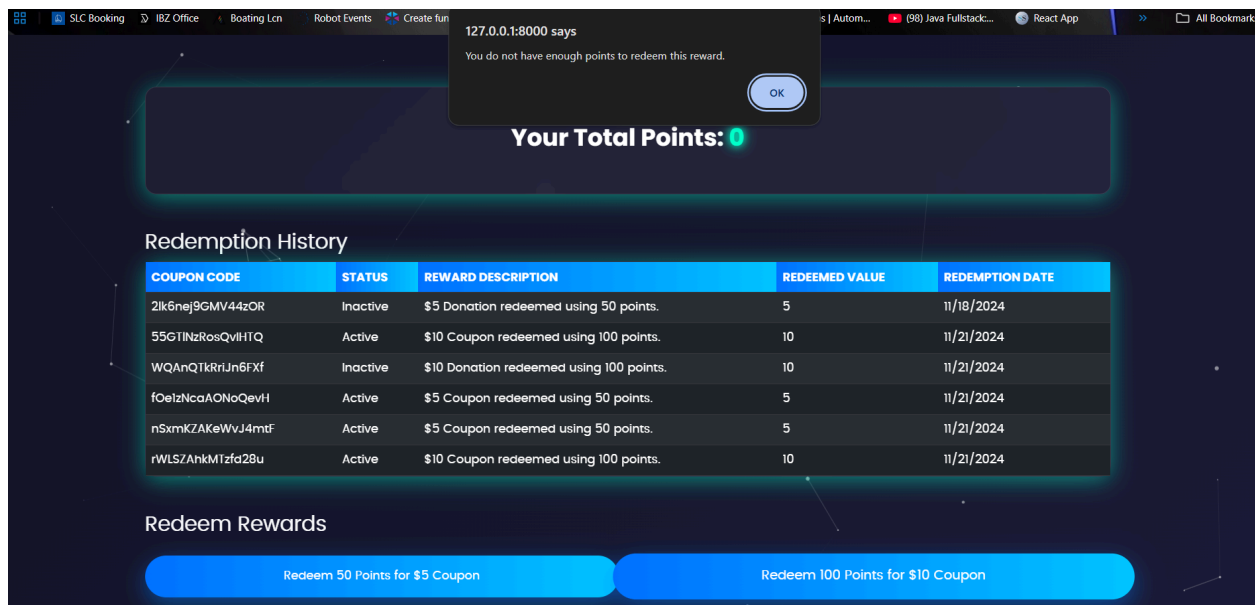 SLC Booking IBZ Office Boating Lcn Robot Events Create fun s | Autom... (98) Java Fullstack:... React App » All Bookmark
127.0.0.1:8000 says
You do not have enough points to redeem this reward.
OK
Your Total Points: 0
Redemption History
COUPON CODE STATUS REWARD DESCRIPTION REDEEMED VALUE REDEMPTION DATE
2lk6nej9GMV44zOR Inactive $5 Donation redeemed using 50 points. 5 11/18/2024
55GTlNzRosQvlHTQ Active $10 Coupon redeemed using 100 points. 10 11/21/2024
WQAnQTkRriJn6FXf Inactive $10 Donation redeemed using 100 points. 10 11/21/2024
fOe1zNcaAONoQevH Active $5 Coupon redeemed using 50 points. 5 11/21/2024
nSxmKZAKeWvJ4mtF Active $5 Coupon redeemed using 50 points. 5 11/21/2024
rWLSZAhkMTzfd28u Active $10 Coupon redeemed using 100 points. 10 11/21/2024
Redeem Rewards
Redeem 50 Points for $5 Coupon Redeem 100 Points for $10 Coupon